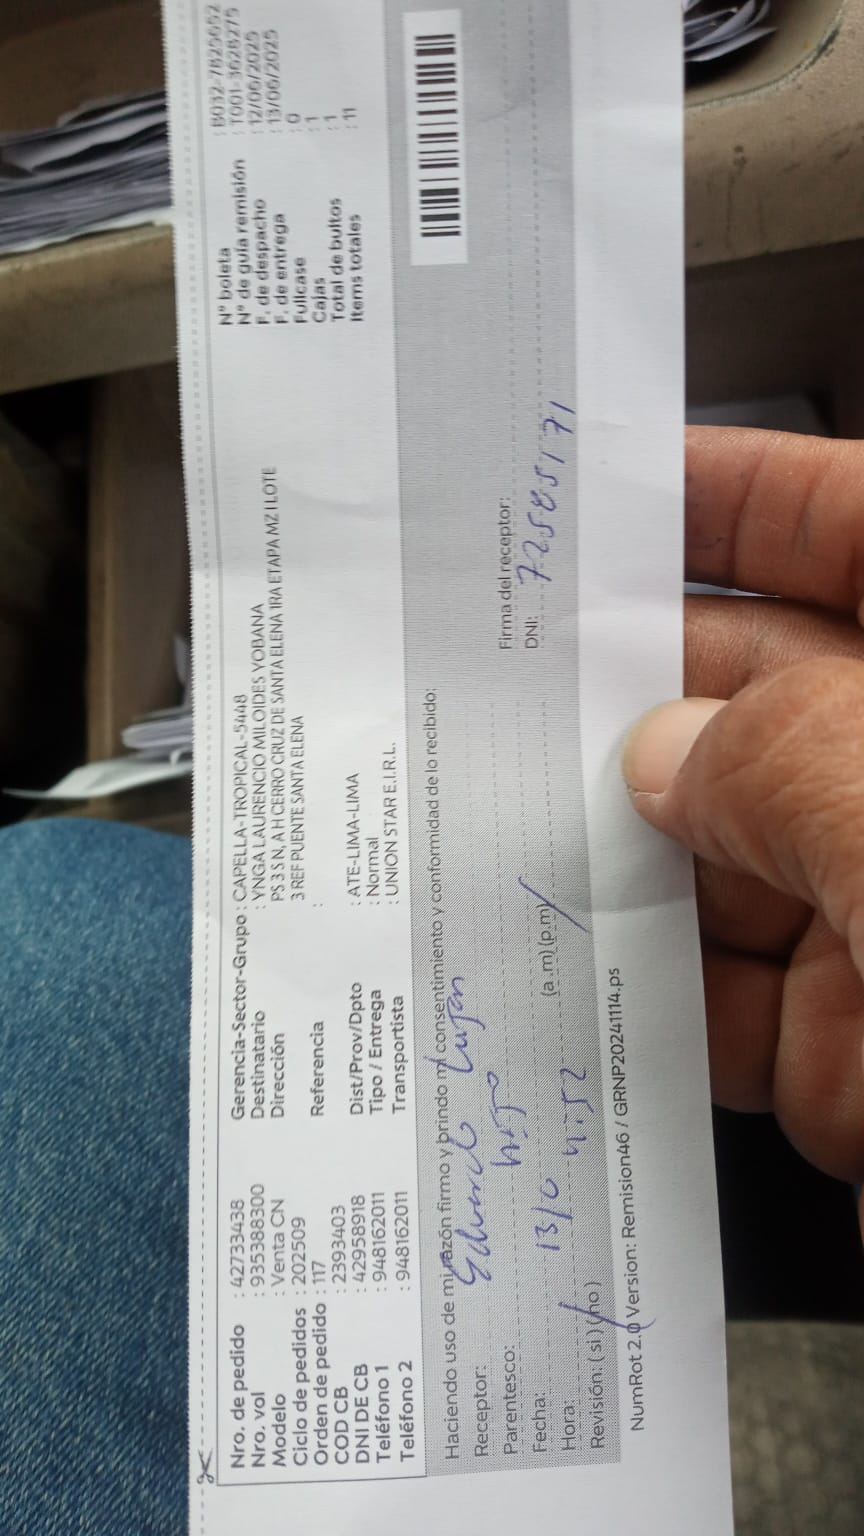 Nro. de pedido : 42733438
Nro. vol : 935388300
Modelo : Venta CN
Ciclo de pedidos : 202509
Orden de pedido : 117
COD CB : 2393403
DNI DE CB : 42958918
Teléfono 1 : 948162011
Teléfono 2 : 948162011
Gerencia-Sector-Grupo : CAPELLA-TROPICAL-5448
Destinatario : YNGA LAURENCIO MILOIDES YOBANA
Dirección PS 3 S N, A H CERRO CRUZ DE SANTA ELENA 1RA ETAPA MZ I LOTE
3 REF PUENTE SANTA ELENA
Referencia :
Dist/Prov/Dpto : ATE-LIMA-LIMA
Tipo / Entrega : Normal
Transportista : UNION STAR E.I.R.L.
N° boleta : B032-7825652
N° de guía remisión : T001-3628275
F. de despacho : 12/06/2025
F. de entrega : 13/06/2025
Fullcase : 0
Cajas : 1
Total de bultos : 1
Items totales : 11
Haciendo uso de mi razón firmo y brindo mi consentimiento y conformidad de lo recibido:
Receptor: Eduardo Lujan
Parentesco: hijo
Fecha: 13/6
Hora: 4:52 (a.m) (p.m)
Revisión: ( si ) ( no )
Firma del receptor:
DNI: 72585171
NumRot 2.0 Version: Remision46 / GRNP20241114.ps